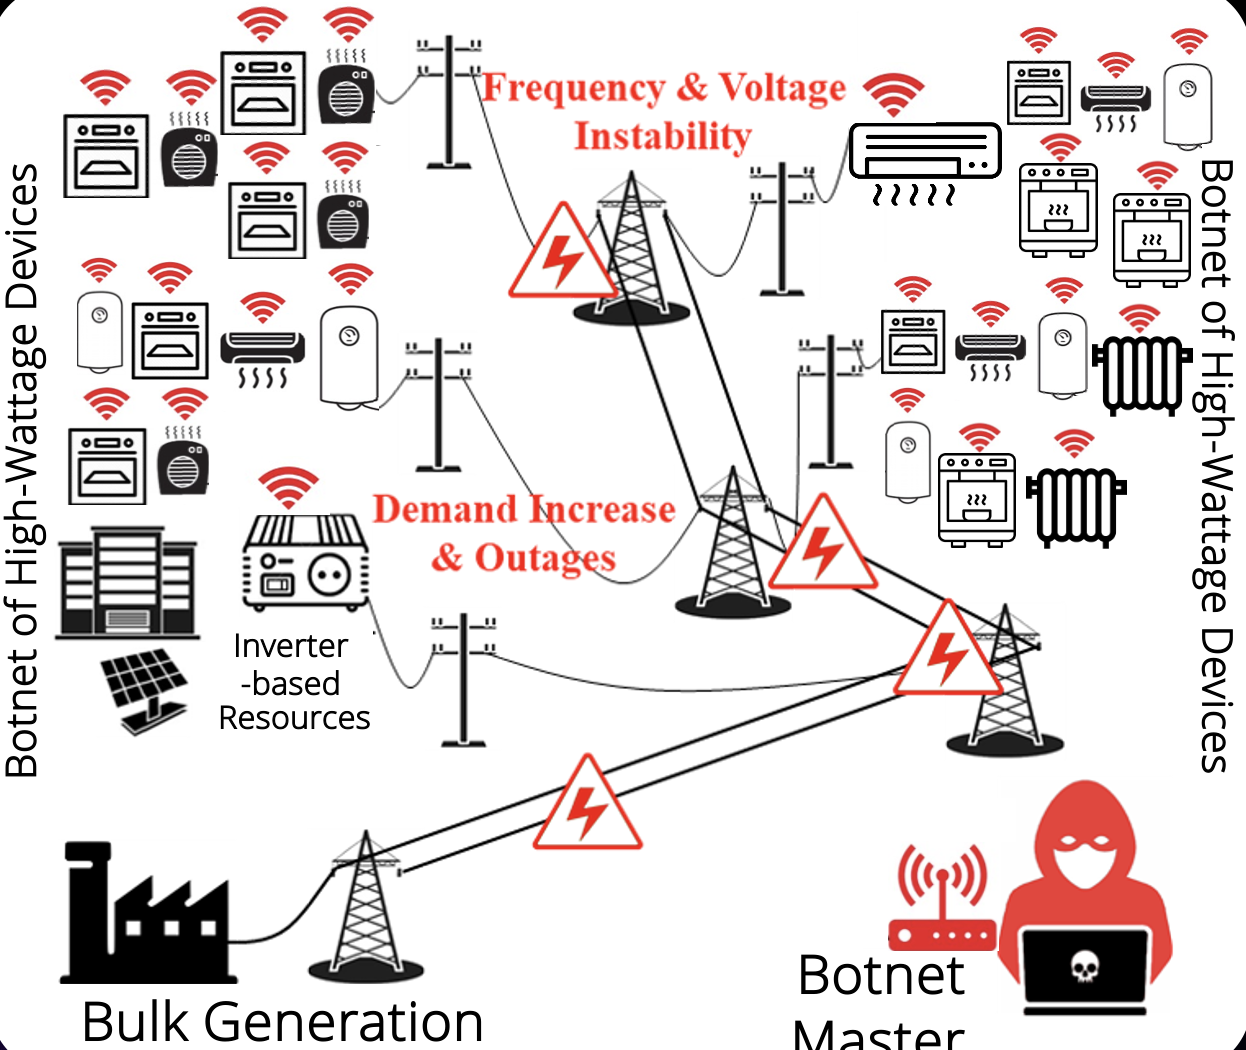 Frequency & Voltage
Instability
Botnet of High-Wattage Devices
Botnet of High-Wattage Devices
Demand Increase
& Outages
Inverter
-based
Resources
Botnet
Master
Bulk Generation